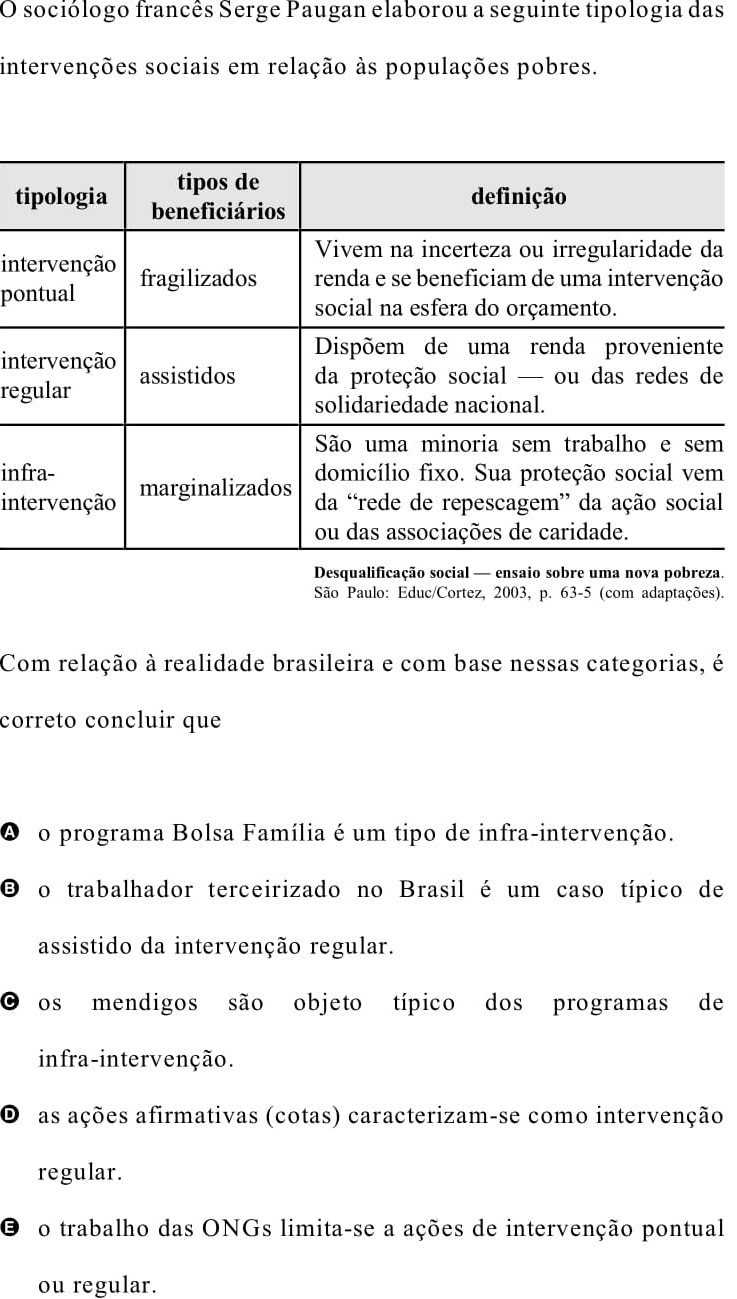 O sociólogo francês Serge Paugan elaborou a seguinte tipologia das
intervenções sociais em relação às populações pobres.
tipologia
tipos de
beneficiários
definição
intervenção
pontual
fragilizados
Vivem na incerteza ou irregularidade da
renda e se beneficiam de uma intervenção
social na esfera do orçamento.
intervenção
regular
assistidos
Dispõem de uma renda proveniente
da proteção social — ou das redes de
solidariedade nacional.
infra-
intervenção
marginalizados
São uma minoria sem trabalho e sem
domicílio fixo. Sua proteção social vem
da “rede de repescagem” da ação social
ou das associações de caridade.
Desqualificação social — ensaio sobre uma nova pobreza.
São Paulo: Educ/Cortez, 2003, p. 63-5 (com adaptações).
Com relação à realidade brasileira e com base nessas categorias, é
correto concluir que
A o programa Bolsa Família é um tipo de infra-intervenção.
B o trabalhador terceirizado no Brasil é um caso típico de
assistido da intervenção regular.
C os mendigos são objeto típico dos programas de
infra-intervenção.
D as ações afirmativas (cotas) caracterizam-se como intervenção
regular.
E o trabalho das ONGs limita-se a ações de intervenção pontual
ou regular.